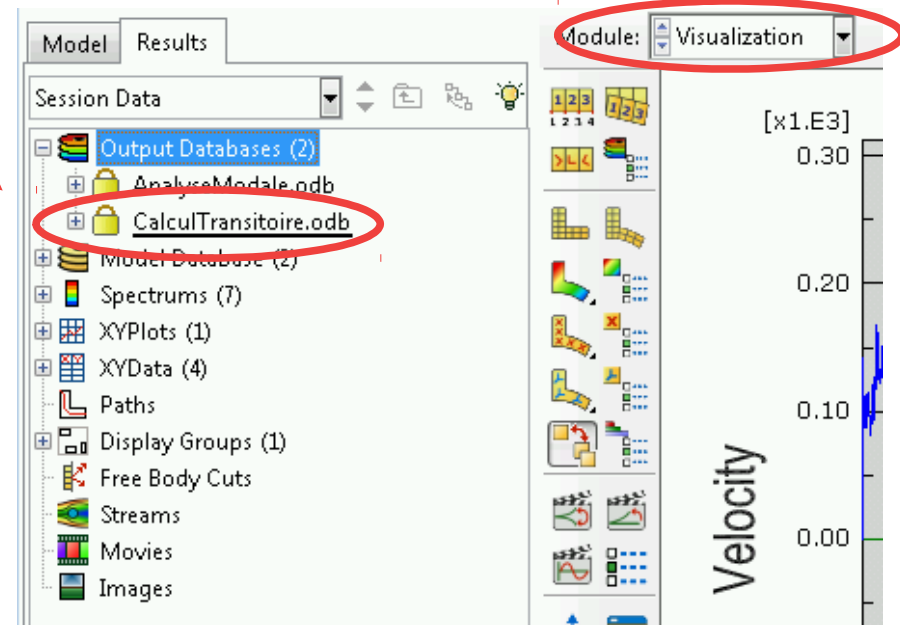 Model Results
Module: Visualization
Session Data
Output Databases (2)
AnalyseModale.odb
CalculTransitoire.odb
Model Database (2)
Spectrums (7)
XYPlots (1)
XYData (4)
Paths
Display Groups (1)
Free Body Cuts
Streams
Movies
Images
[x1.E3]
0.30
0.20
0.10
0.00
Velocity